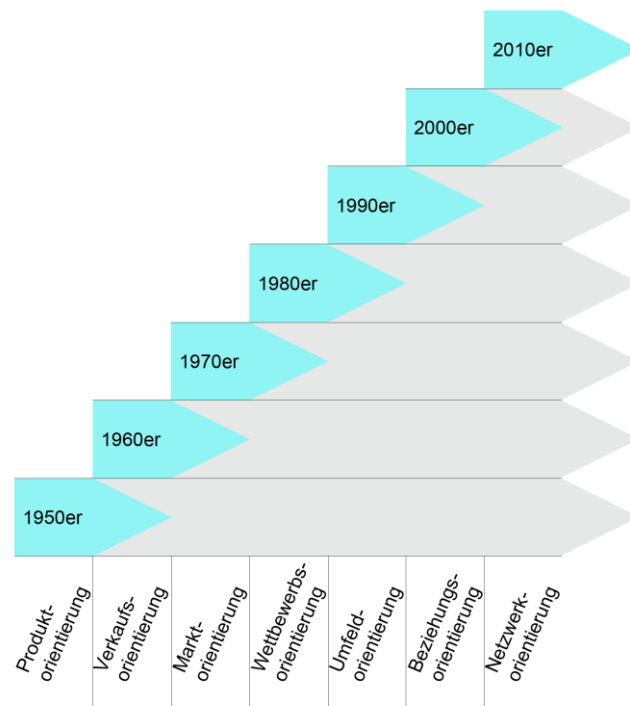 2010er
2000er
1990er
1980er
1970er
1960er
1950er
Produkt-
orientierung
Verkaufs-
orientierung
Markt-
orientierung
Wettbewerbs-
orientierung
Umfeld-
orientierung
Beziehungs-
orientierung
Netzwerk-
orientierung